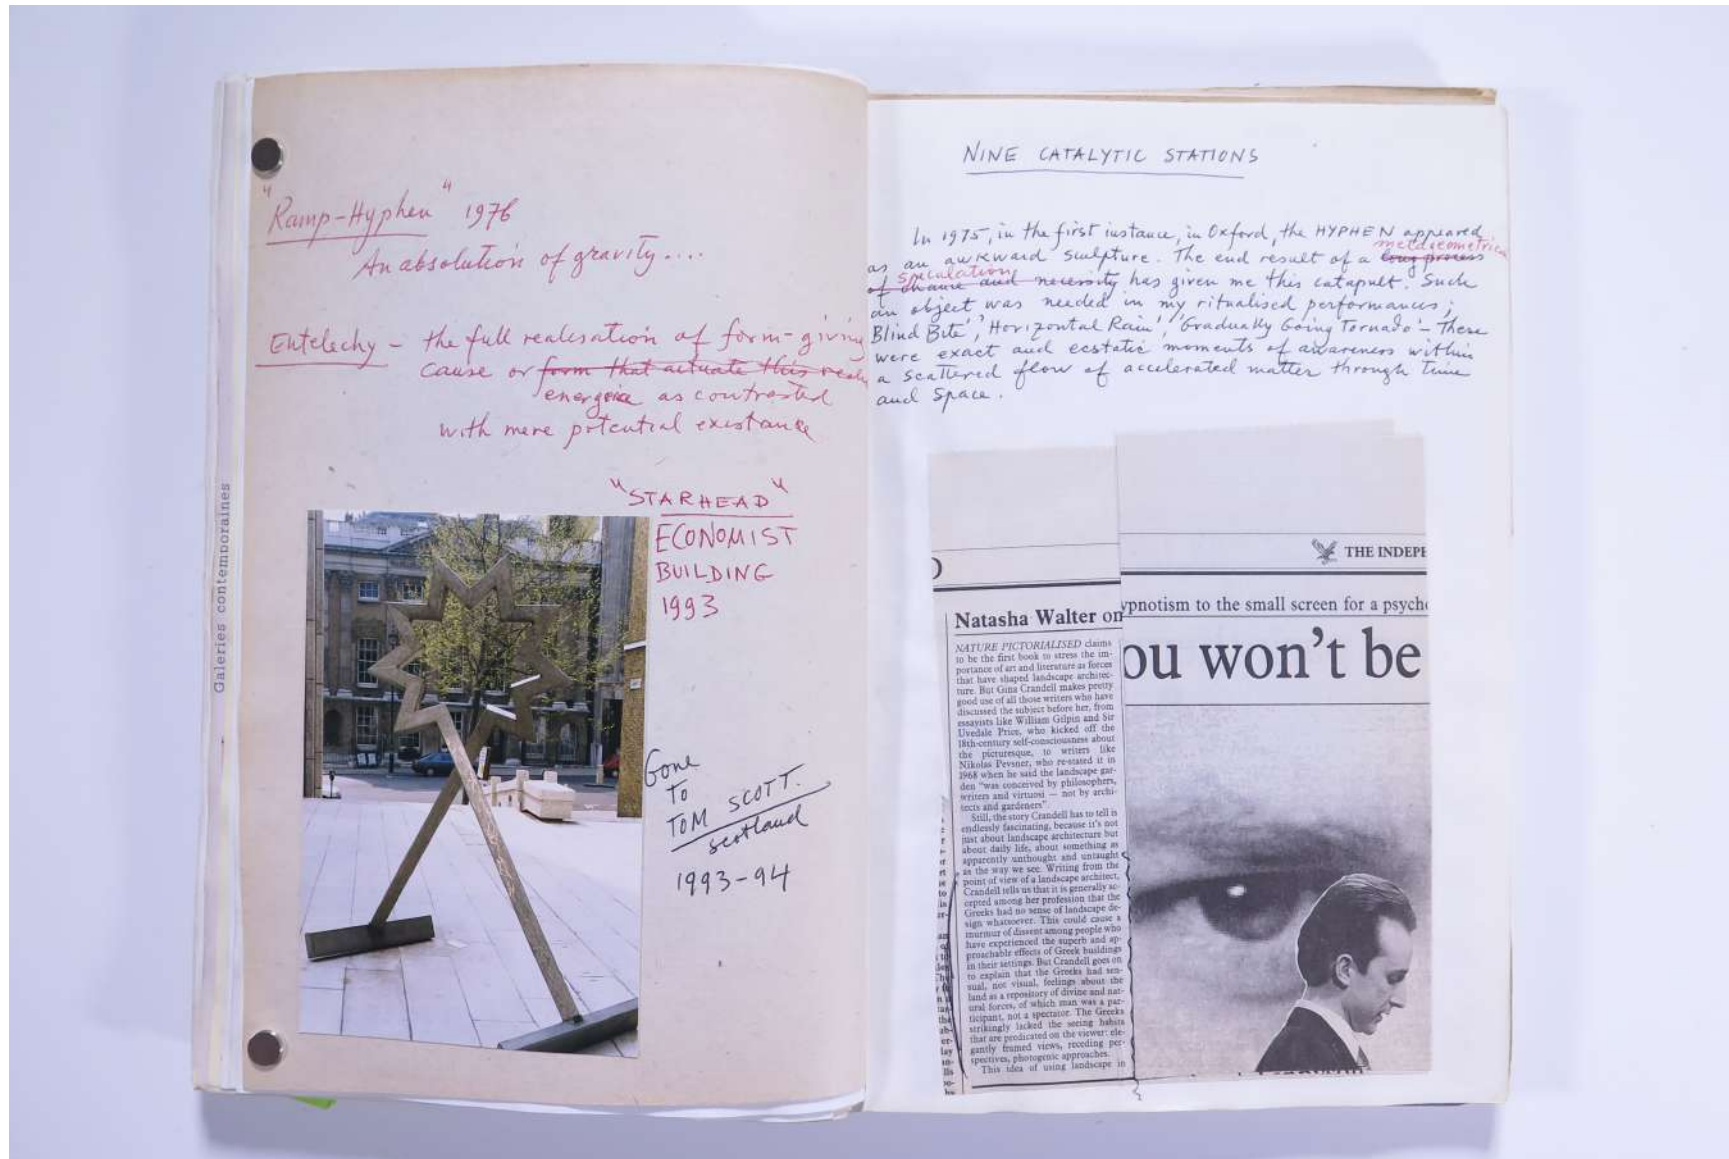 "Ramp-Hyphen" 1976
An absolution of gravity....
Entelechy – the full realisation of form-giving
cause or form that actuate this
energise as contrasted
with mere potential existance
"STARHEAD"
ECONOMIST
BUILDING
1993
Gone
To
TOM SCOTT.
Scotland
1993-94
Galeries contemporaines
NINE CATALYTIC STATIONS
In 1975, in the first instance, in Oxford, the HYPHEN appeared
metageometrical
as an awkward sculpture. The end result of a long process
speculation
of chance and necessity has given me this catapult. Such
an object was needed in my ritualised performances;
'Blind Bite', 'Horizontal Rain', 'Gradually Going Tornado' – These
were exact and ecstatic moments of awareness within
a scattered flow of accelerated matter through time
and space.
THE INDEPE
ypnotism to the small screen for a psych
ou won't be
Natasha Walter on
NATURE PICTORIALISED claims
to be the first book to stress the im-
portance of art and literature as forces
that have shaped landscape architec-
ture. But Gina Crandell makes pretty
good use of all those writers who have
discussed the subject before her, from
essayists like William Gilpin and Sir
Uvedale Price, who kicked off the
18th-century self-consciousness about
the picturesque, to writers like
Nikolas Pevsner, who re-stated it in
1968 when he said the landscape gar-
den "was conceived by philosophers,
writers and virtuosi — not by archi-
tects and gardeners".
Still, the story Crandell has to tell is
endlessly fascinating, because it's not
just about landscape architecture but
about daily life, about something as
apparently unthought and untaught
as the way we see. Writing from the
point of view of a landscape architect,
Crandell tells us that it is generally ac-
cepted among her profession that the
Greeks had no sense of landscape de-
sign whatsoever. This could cause a
murmur of dissent among people who
have experienced the superb and ap-
proachable effects of Greek buildings
in their settings. But Crandell goes on
to explain that the Greeks had sen-
sual, not visual, feelings about the
land as a repository of divine and nat-
ural forces, of which man was a par-
ticipant, not a spectator. The Greeks
strikingly lacked the seeing habits
that are predicated on the viewer: ele-
gantly framed views, receding per-
spectives, photogenic approaches.
This idea of using landscape in